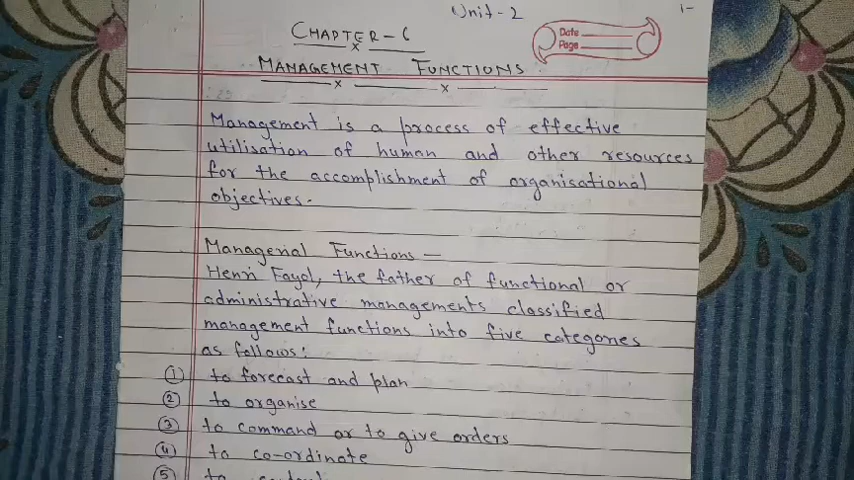 Unit-2
1-
CHAPTER-6
Date
Page
MANAGEMENT FUNCTIONS
Management is a process of effective
utilisation of human and other resources
for the accomplishment of organisational
objectives.
Managerial Functions —
Henri Fayol, the father of functional or
administrative managements classified
management functions into five categories
as follows:
① to forecast and plan
② to organise
③ to command or to give orders
④ to co-ordinate
⑤ to